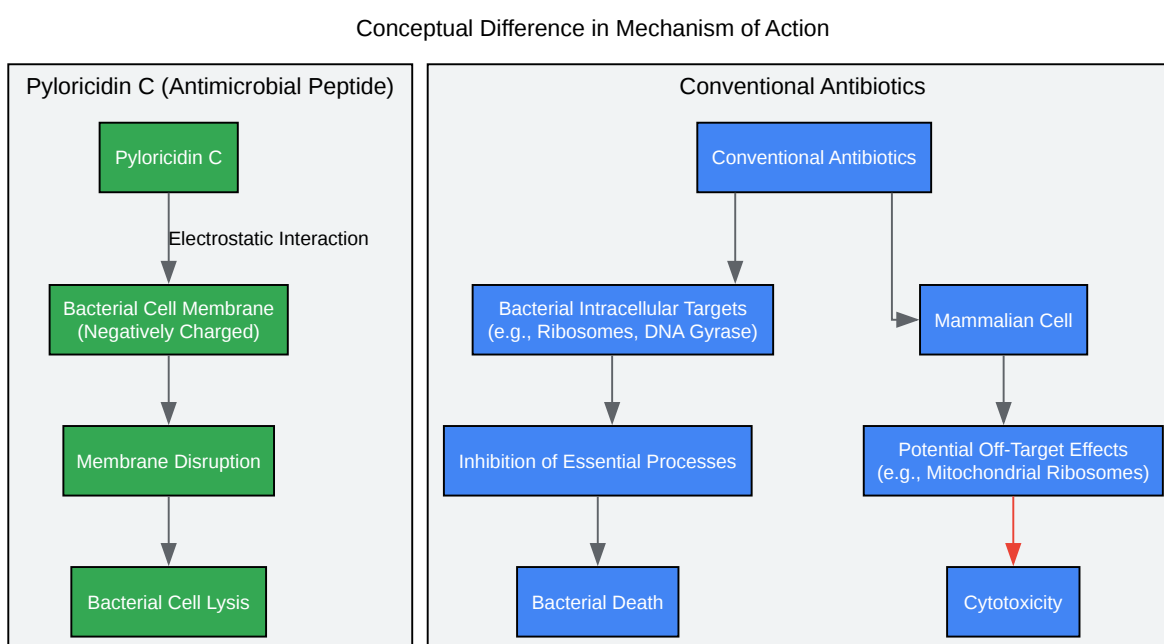 Conceptual Difference in Mechanism of Action
Pyloricidin C (Antimicrobial Peptide)
Pyloricidin C
Electrostatic Interaction
Bacterial Cell Membrane
(Negatively Charged)
Membrane Disruption
Bacterial Cell Lysis
Conventional Antibiotics
Conventional Antibiotics
Bacterial Intracellular Targets
(e.g., Ribosomes, DNA Gyrase)
Inhibition of Essential Processes
Bacterial Death
Mammalian Cell
Potential Off-Target Effects
(e.g., Mitochondrial Ribosomes)
Cytotoxicity